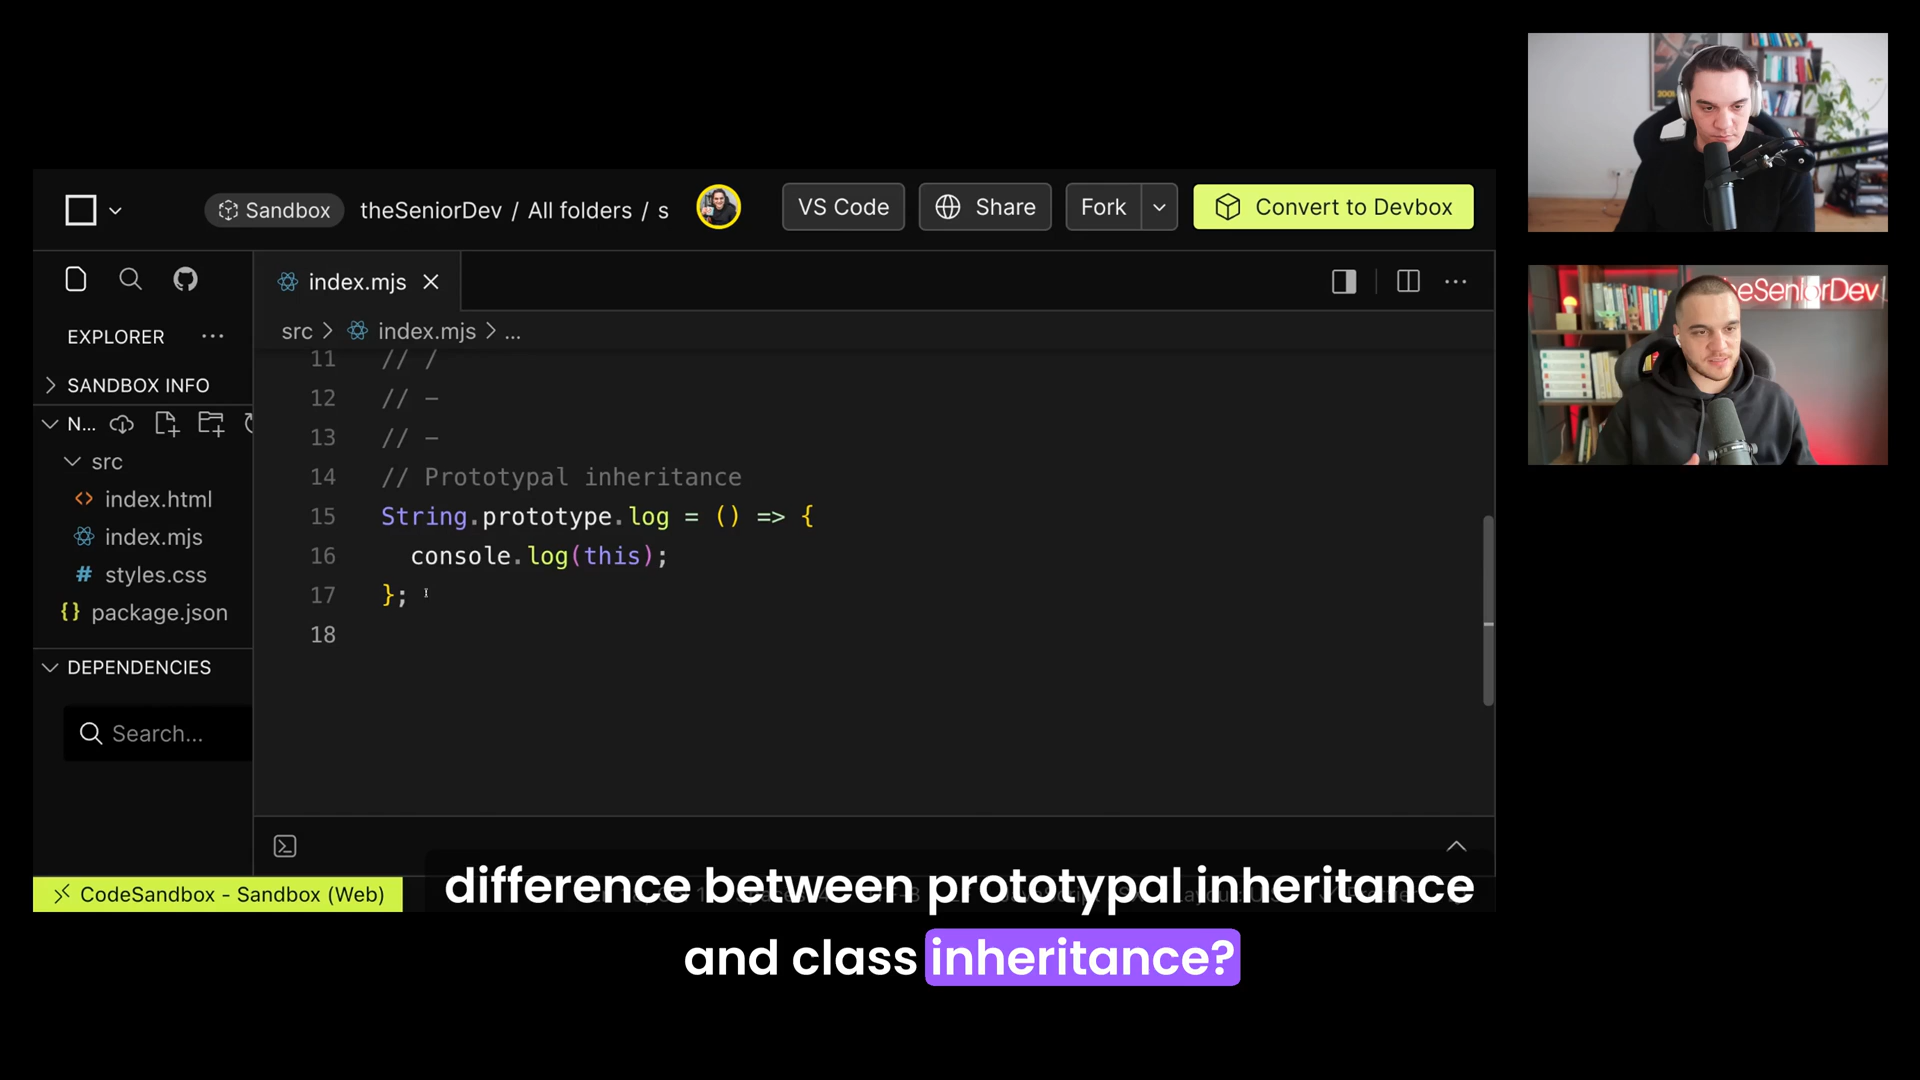 Sandbox
theSeniorDev / All folders / s
VS Code
Share
Fork
Convert to Devbox
EXPLORER
SANDBOX INFO
N...
src
index.html
index.mjs
styles.css
package.json
DEPENDENCIES
Search...
index.mjs
src > index.mjs > ...
11 // /
12 // –
13 // –
14 // Prototypal inheritance
15 String.prototype.log = () => {
16 console.log(this);
17 };
18
CodeSandbox - Sandbox (Web)
difference between prototypal inheritance
and class inheritance?
eSeniorDev